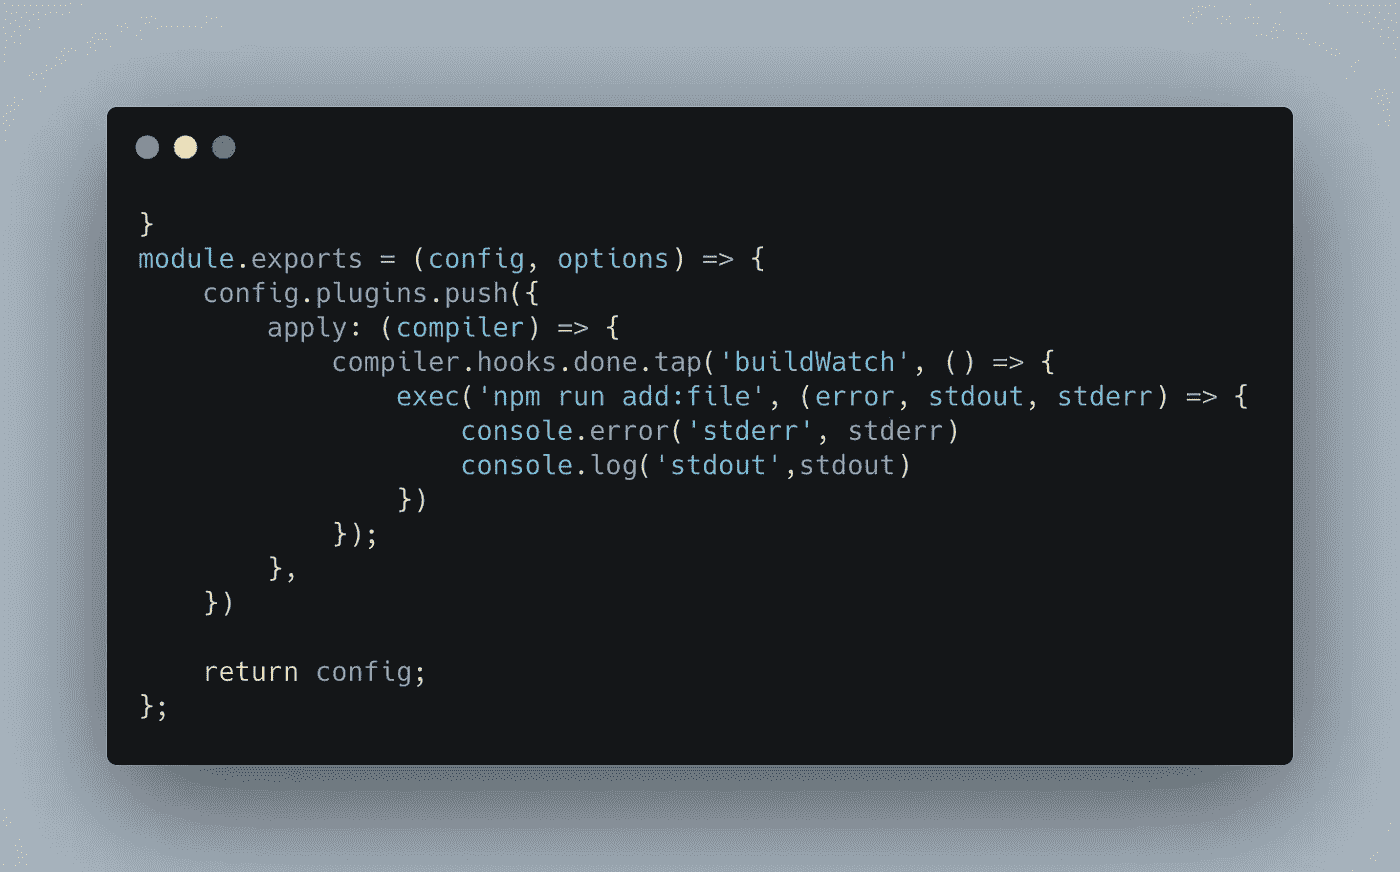 }
module.exports = (config, options) => {
    config.plugins.push({
        apply: (compiler) => {
            compiler.hooks.done.tap('buildWatch', () => {
                exec('npm run add:file', (error, stdout, stderr) => {
                    console.error('stderr', stderr)
                    console.log('stdout',stdout)
                })
            });
        },
    })

    return config;
};